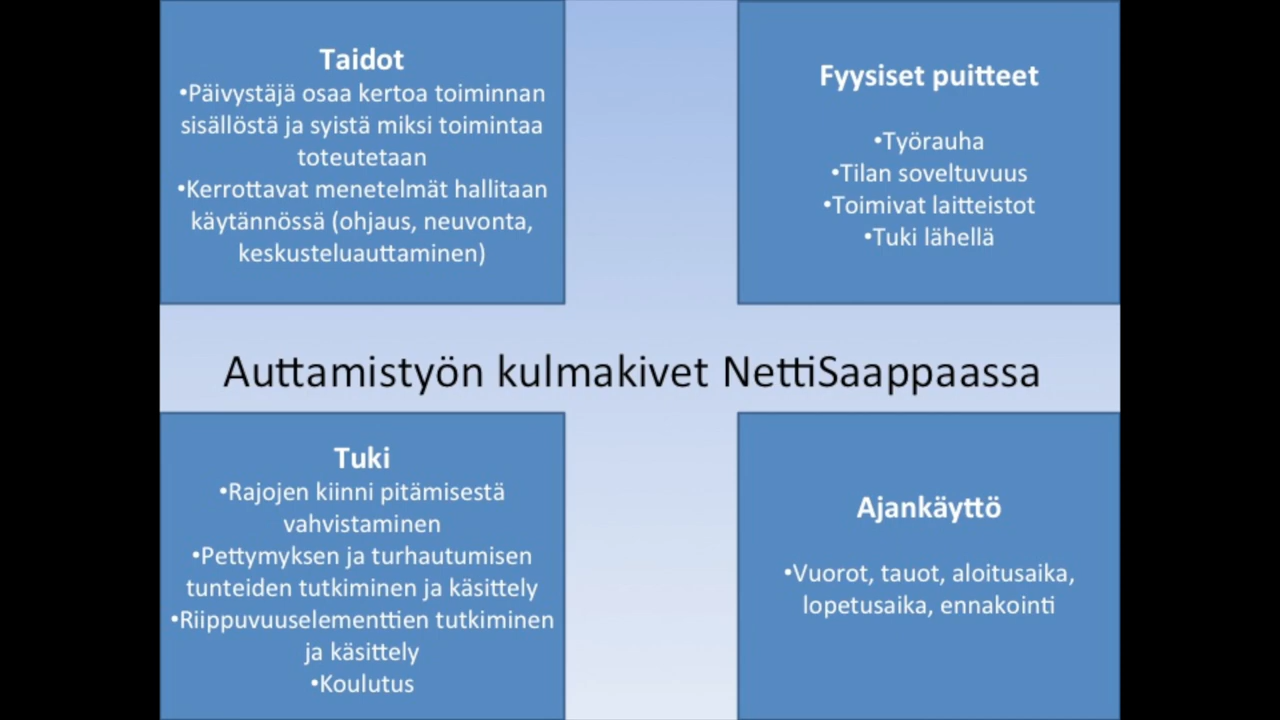 Taidot
•Päivystäjä osaa kertoa toiminnan
sisällöstä ja syistä miksi toimintaa
toteutetaan
•Kerrottavat menetelmät hallitaan
käytännössä (ohjaus, neuvonta,
keskusteluauttaminen)
Fyysiset puitteet
•Työrauha
•Tilan soveltuvuus
•Toimivat laitteistot
•Tuki lähellä
Auttamistyön kulmakivet NettiSaappaassa
Tuki
•Rajojen kiinni pitämisestä
vahvistaminen
•Pettymyksen ja turhautumisen
tunteiden tutkiminen ja käsittely
•Riippuvuuselementtien tutkiminen
ja käsittely
•Koulutus
Ajankäyttö
•Vuorot, tauot, aloitusaika,
lopetusaika, ennakointi